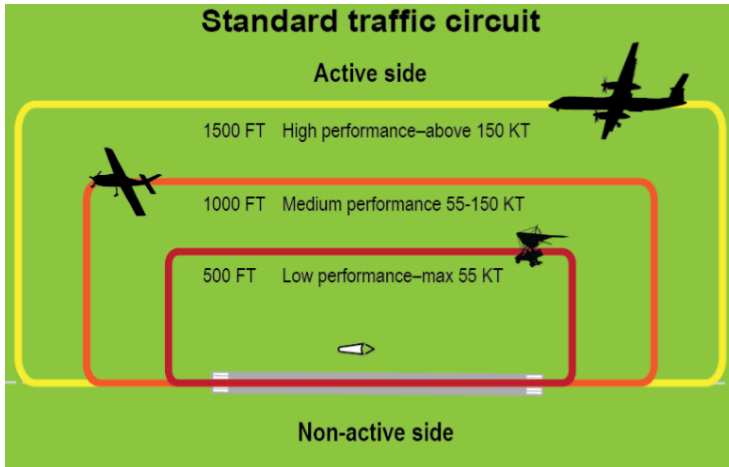 Standard traffic circuit
Active side
1500 FT High performance–above 150 KT
1000 FT Medium performance 55-150 KT
500 FT Low performance–max 55 KT
Non-active side